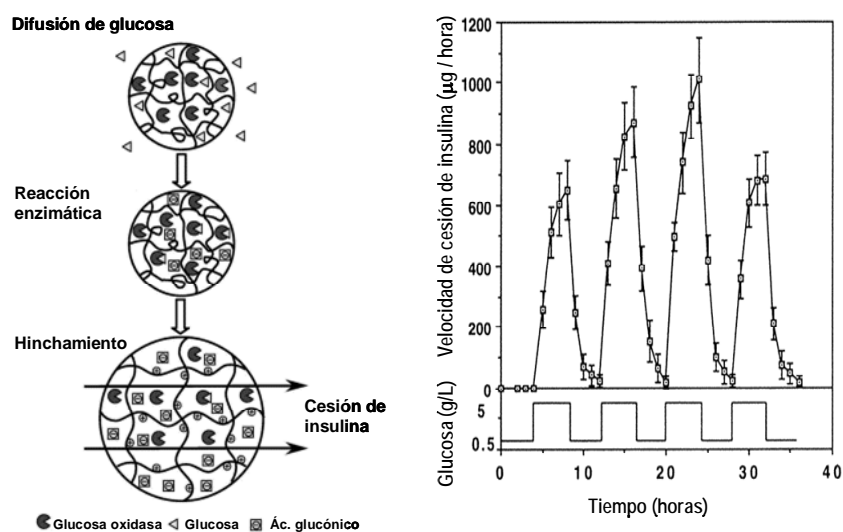 Difusión de glucosa
Reacción
enzimática
Hinchamiento
Cesión de
insulina
Glucosa oxidasa Glucosa Ác. glucónico
Velocidad de cesión de insulina (µg / hora)
1200
1000
800
600
400
200
0
Glucosa (g/L)
5
0.5
0 10 20 30 40
Tiempo (horas)